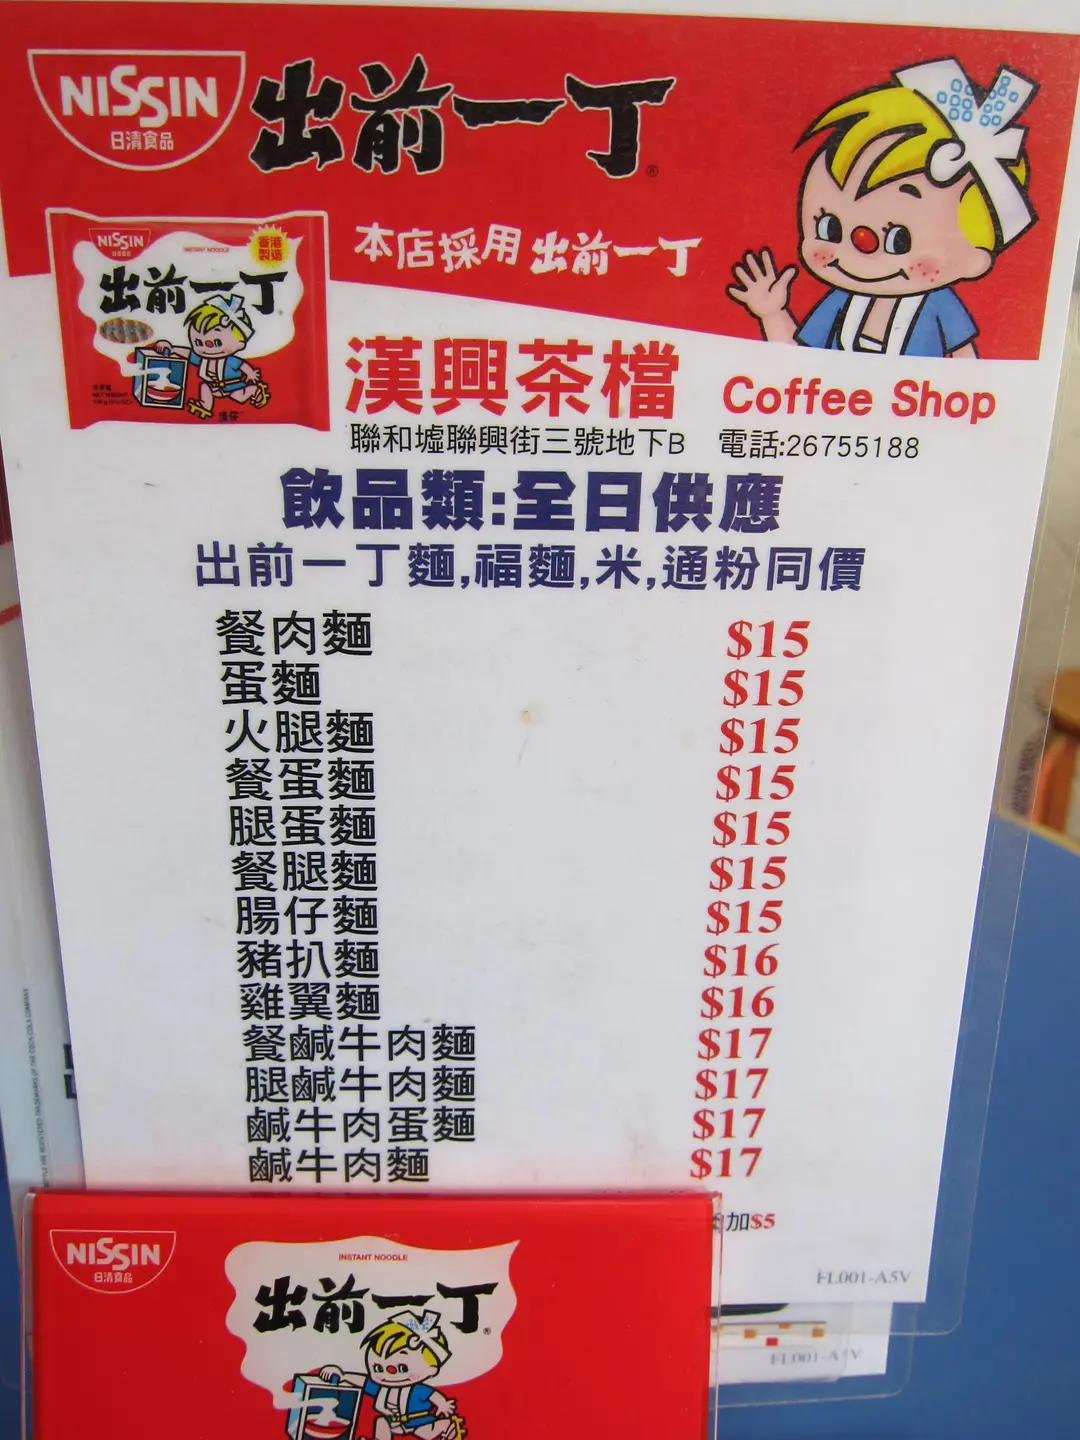 NISSIN
日清食品
出前一丁
本店採用 出前一丁
NISSIN
INSTANT NOODLE
香港製造
出前一丁
漢興茶檔 Coffee Shop
聯和墟聯興街三號地下B 電話:26755188
飲品類:全日供應
出前一丁麵,福麵,米,通粉同價
餐肉麵 $15
蛋麵 $15
火腿麵 $15
餐蛋麵 $15
腿蛋麵 $15
餐腿麵 $15
腸仔麵 $15
豬扒麵 $16
雞翼麵 $16
餐鹹牛肉麵 $17
腿鹹牛肉麵 $17
鹹牛肉蛋麵 $17
鹹牛肉麵 $17
加$5
FL001-A5V
NISSIN
日清食品
INSTANT NOODLE
出前一丁